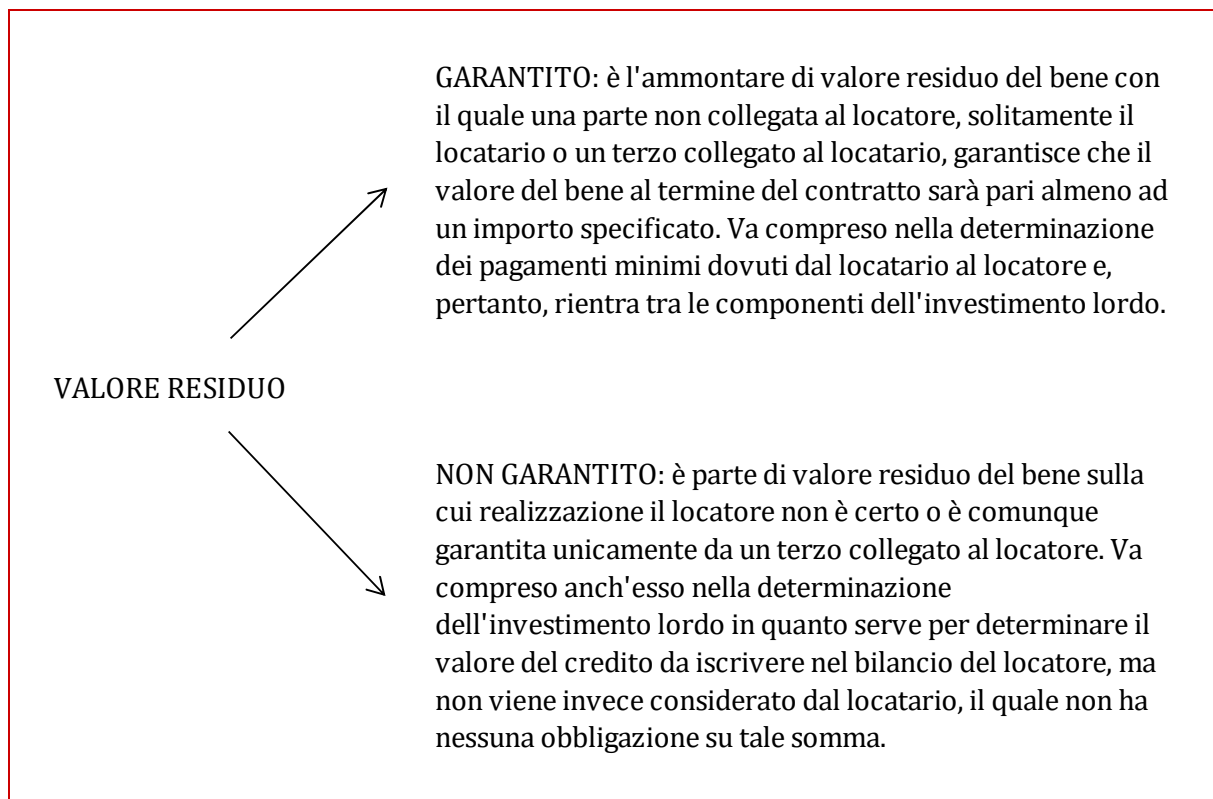 GARANTITO: è l'ammontare di valore residuo del bene con
il quale una parte non collegata al locatore, solitamente il
locatario o un terzo collegato al locatario, garantisce che il
valore del bene al termine del contratto sarà pari almeno ad
un importo specificato. Va compreso nella determinazione
dei pagamenti minimi dovuti dal locatario al locatore e,
pertanto, rientra tra le componenti dell'investimento lordo.
VALORE RESIDUO
NON GARANTITO: è parte di valore residuo del bene sulla
cui realizzazione il locatore non è certo o è comunque
garantita unicamente da un terzo collegato al locatore. Va
compreso anch'esso nella determinazione
dell'investimento lordo in quanto serve per determinare il
valore del credito da iscrivere nel bilancio del locatore, ma
non viene invece considerato dal locatario, il quale non ha
nessuna obbligazione su tale somma.